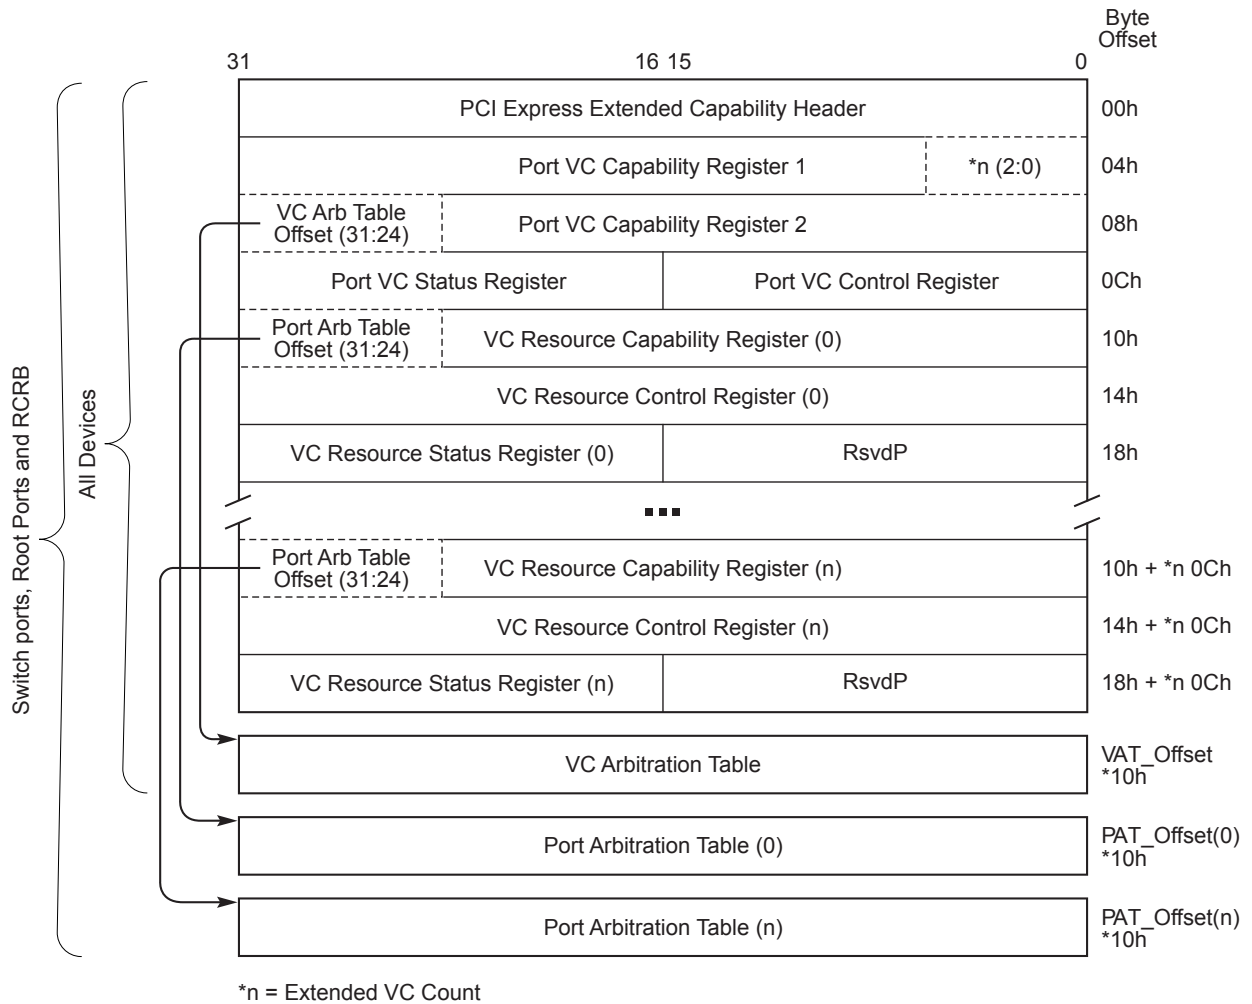 Byte
Offset
31
16 15
0
PCI Express Extended Capability Header
00h
Port VC Capability Register 1
*n (2:0)
04h
VC Arb Table
Offset (31:24)
Port VC Capability Register 2
08h
Port VC Status Register
Port VC Control Register
0Ch
Port Arb Table
Offset (31:24)
VC Resource Capability Register (0)
10h
VC Resource Control Register (0)
14h
VC Resource Status Register (0)
RsvdP
18h
Switch ports, Root Ports and RCRB
All Devices
Port Arb Table
Offset (31:24)
VC Resource Capability Register (n)
10h + *n 0Ch
VC Resource Control Register (n)
14h + *n 0Ch
VC Resource Status Register (n)
RsvdP
18h + *n 0Ch
VC Arbitration Table
VAT_Offset
*10h
Port Arbitration Table (0)
PAT_Offset(0)
*10h
Port Arbitration Table (n)
PAT_Offset(n)
*10h
*n = Extended VC Count